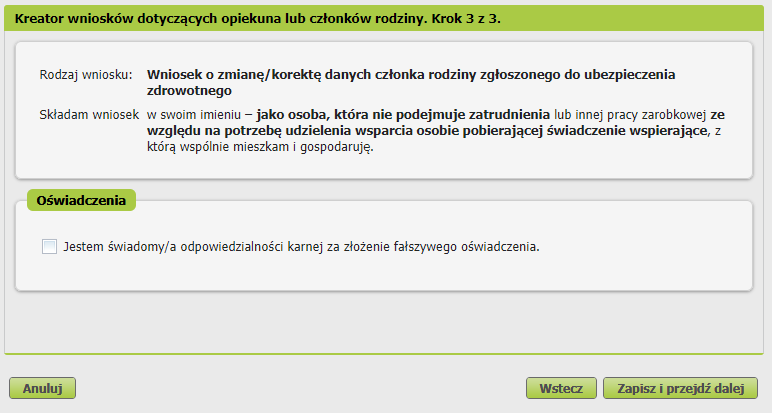 Kreator wniosków dotyczących opiekuna lub członków rodziny. Krok 3 z 3.
Rodzaj wniosku: Wniosek o zmianę/korektę danych członka rodziny zgłoszonego do ubezpieczenia
zdrowotnego
Składam wniosek w swoim imieniu – jako osoba, która nie podejmuje zatrudnienia lub innej pracy zarobkowej ze
względu na potrzebę udzielenia wsparcia osobie pobierającej świadczenie wspierające, z
którą wspólnie mieszkam i gospodaruję.
Oświadczenia
Jestem świadomy/a odpowiedzialności karnej za złożenie fałszywego oświadczenia.
Anuluj Wstecz Zapisz i przejdź dalej